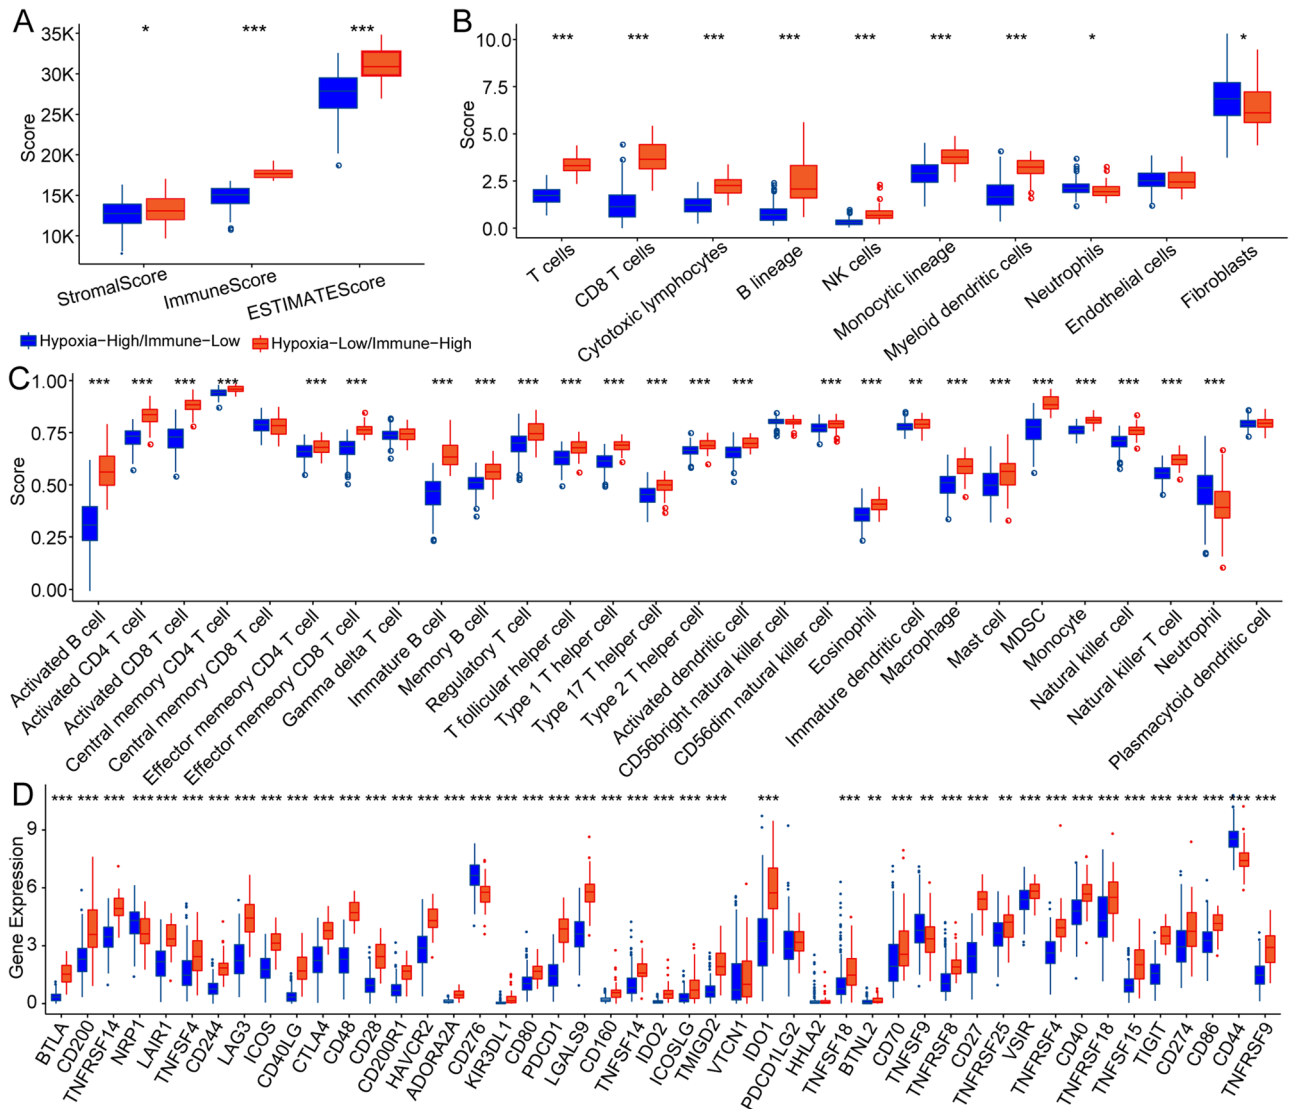 A
* *** ***
35K
30K
25K
20K
15K
10K
Score
StromalScore
ImmuneScore
ESTIMATEScore
Hypoxia−High/Immune−Low
Hypoxia−Low/Immune−High
B
*** *** *** *** *** *** *** * *
10.0
7.5
5.0
2.5
0.0
Score
T cells
CD8 T cells
Cytotoxic lymphocytes
B lineage
NK cells
Monocytic lineage
Myeloid dendritic cells
Neutrophils
Endothelial cells
Fibroblasts
C
*** *** *** *** *** *** *** *** *** *** *** *** *** *** *** *** ** *** *** *** *** *** *** ***
1.00
0.75
0.50
0.25
0.00
Score
Activated B cell
Activated CD4 T cell
Activated CD8 T cell
Central memory CD4 T cell
Central memory CD8 T cell
Effector memeory CD4 T cell
Effector memeory CD8 T cell
Gamma delta T cell
Immature B cell
Memory B cell
Regulatory T cell
T follicular helper cell
Type 1 T helper cell
Type 17 T helper cell
Type 2 T helper cell
Activated dendritic cell
CD56bright natural killer cell
CD56dim natural killer cell
Eosinophil
Immature dendritic cell
Macrophage
Mast cell
MDSC
Monocyte
Natural killer cell
Natural killer T cell
Neutrophil
Plasmacytoid dendritic cell
D
*** *** *** *** *** *** *** *** *** *** *** *** *** *** *** *** *** *** *** *** *** *** *** *** *** *** *** *** ** *** ** *** *** ** *** *** *** *** *** *** *** *** *** ***
9
6
3
0
Gene Expression
BTLA
CD200
TNFRSF14
NRP1
LAIR1
TNFSF4
CD244
LAG3
ICOS
CD40LG
CTLA4
CD48
CD28
CD200R1
HAVCR2
ADORA2A
CD276
KIR3DL1
CD80
PDCD1
LGALS9
CD160
TNFSF14
IDO2
ICOSLG
TMIGD2
VTCN1
IDO1
PDCD1LG2
HHLA2
TNFSF18
BTNL2
CD70
TNFSF9
TNFRSF8
CD27
TNFRSF25
VSIR
TNFRSF4
CD40
TNFRSF18
TNFSF15
TIGIT
CD274
CD86
CD44
TNFRSF9